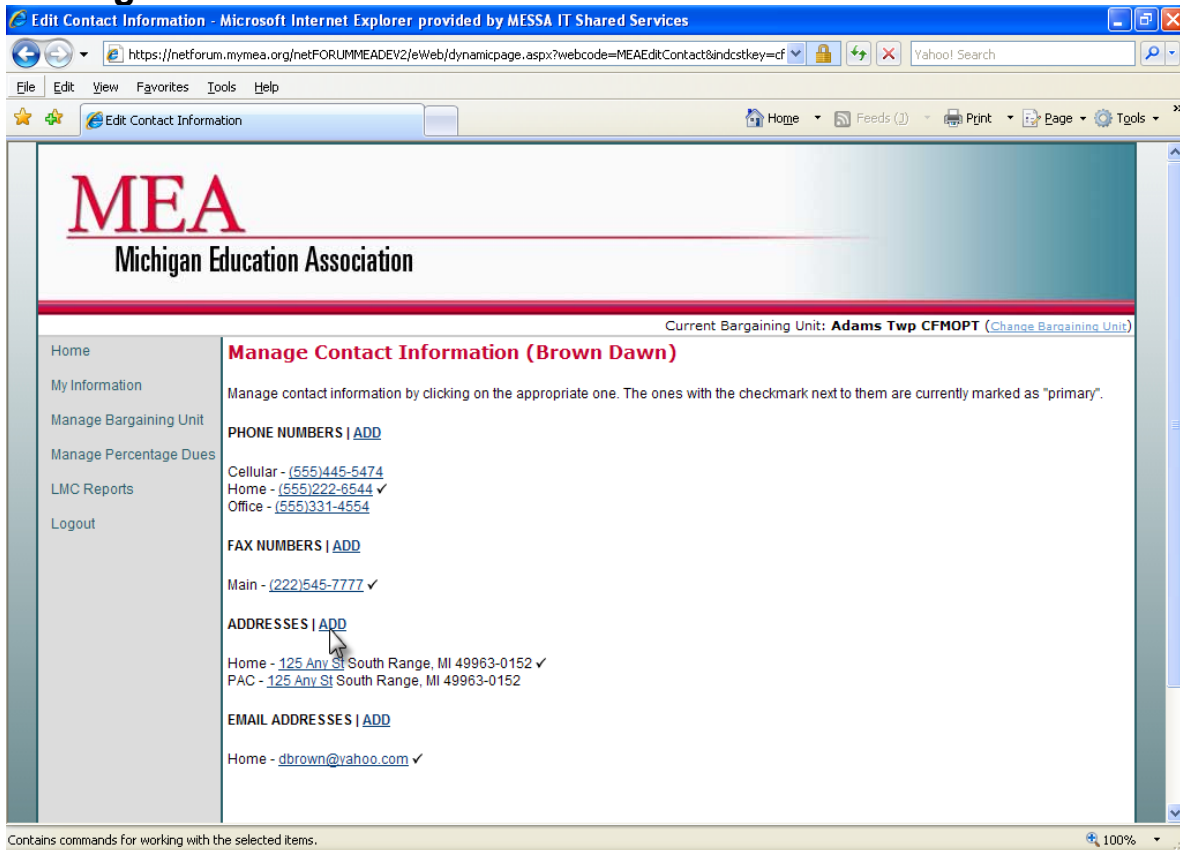 Edit Contact Information - Microsoft Internet Explorer provided by MESSA IT Shared Services
https://netforum.mymea.org/netFORUMMEADEV2/eWeb/dynamicpage.aspx?webcode=MEAEditContact&indcstkey=cf
Yahoo! Search
File Edit View Favorites Tools Help
Edit Contact Information
Home Feeds (J) Print Page Tools »
MEA
Michigan Education Association
Current Bargaining Unit: Adams Twp CFMOPT (Change Bargaining Unit)
Home
My Information
Manage Bargaining Unit
Manage Percentage Dues
LMC Reports
Logout
Manage Contact Information (Brown Dawn)
Manage contact information by clicking on the appropriate one. The ones with the checkmark next to them are currently marked as "primary".
PHONE NUMBERS | ADD
Cellular - (555)445-5474
Home - (555)222-6544 ✓
Office - (555)331-4554
FAX NUMBERS | ADD
Main - (222)545-7777 ✓
ADDRESSES | ADD
Home - 125 Any St South Range, MI 49963-0152 ✓
PAC - 125 Any St South Range, MI 49963-0152
EMAIL ADDRESSES | ADD
Home - dbrown@yahoo.com ✓
Contains commands for working with the selected items.
100%